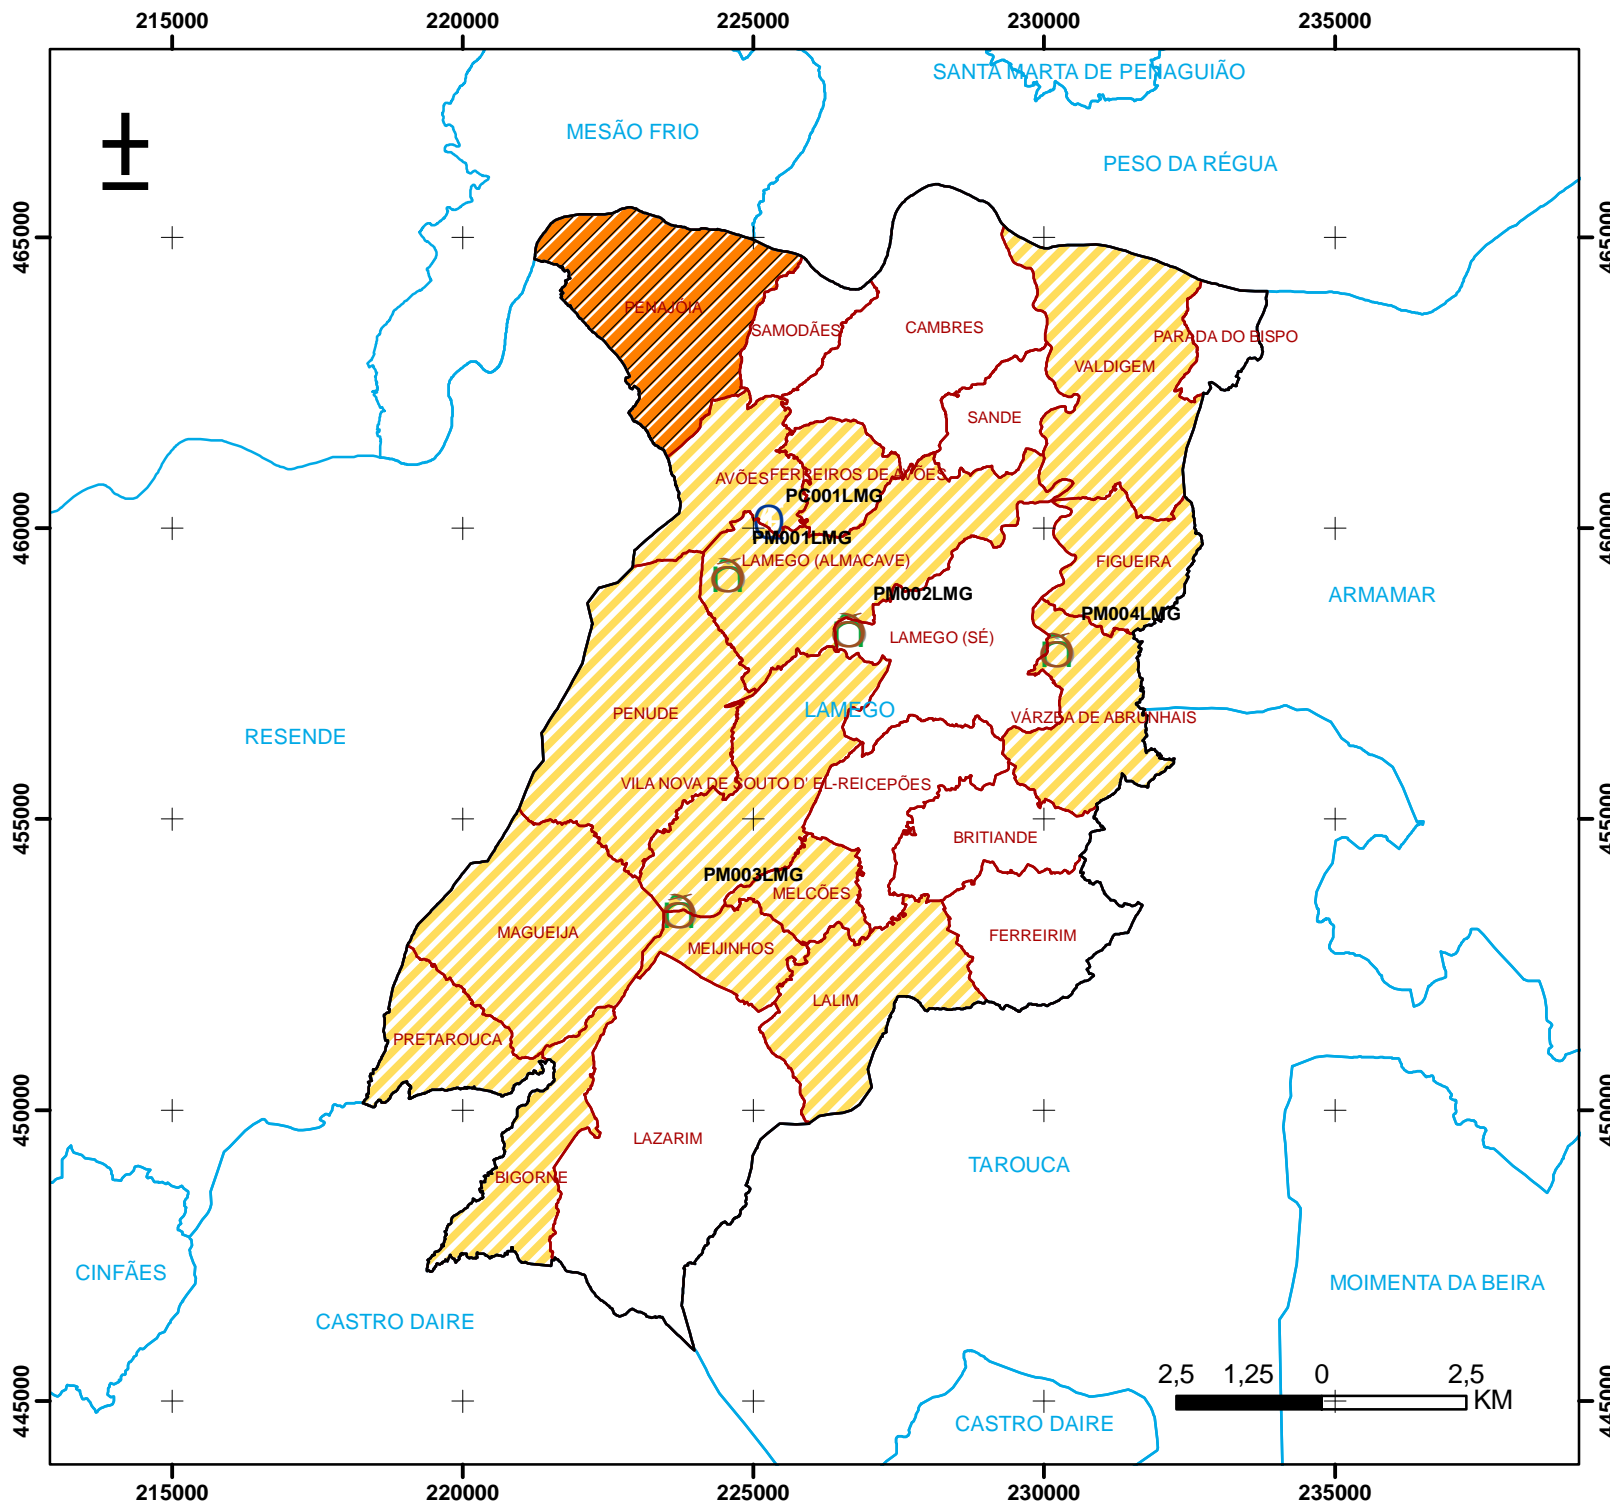 215000 220000 225000 230000 235000
SANTA MARTA DE PENAGUIÃO
MESÃO FRIO
PESO DA RÉGUA
465000 465000
PENAJÓIA
SAMODÃES
CAMBRES
PARADA DO BISPO
VALDIGEM
SANDE
AVÕES
FERREIROS DE AVÕES
PC001LMG
460000 460000
PM001LMG
LAMEGO (ALMACAVE)
FIGUEIRA
PM002LMG
ARMAMAR
PM004LMG
LAMEGO (SÉ)
PENUDE
LAMEGO
VÁRZEA DE ABRUNHAIS
RESENDE
VILA NOVA DE SOUTO D' EL-REI
CEPÕES
455000 455000
BRITIANDE
PM003LMG
MELCÕES
MAGUEIJA
FERREIRIM
MEIJINHOS
LALIM
PRETAROUCA
450000 450000
LAZARIM
TAROUCA
BIGORNE
CINFÃES
MOIMENTA DA BEIRA
CASTRO DAIRE
2,5 1,25 0 2,5
KM
445000 445000
CASTRO DAIRE
215000 220000 225000 230000 235000